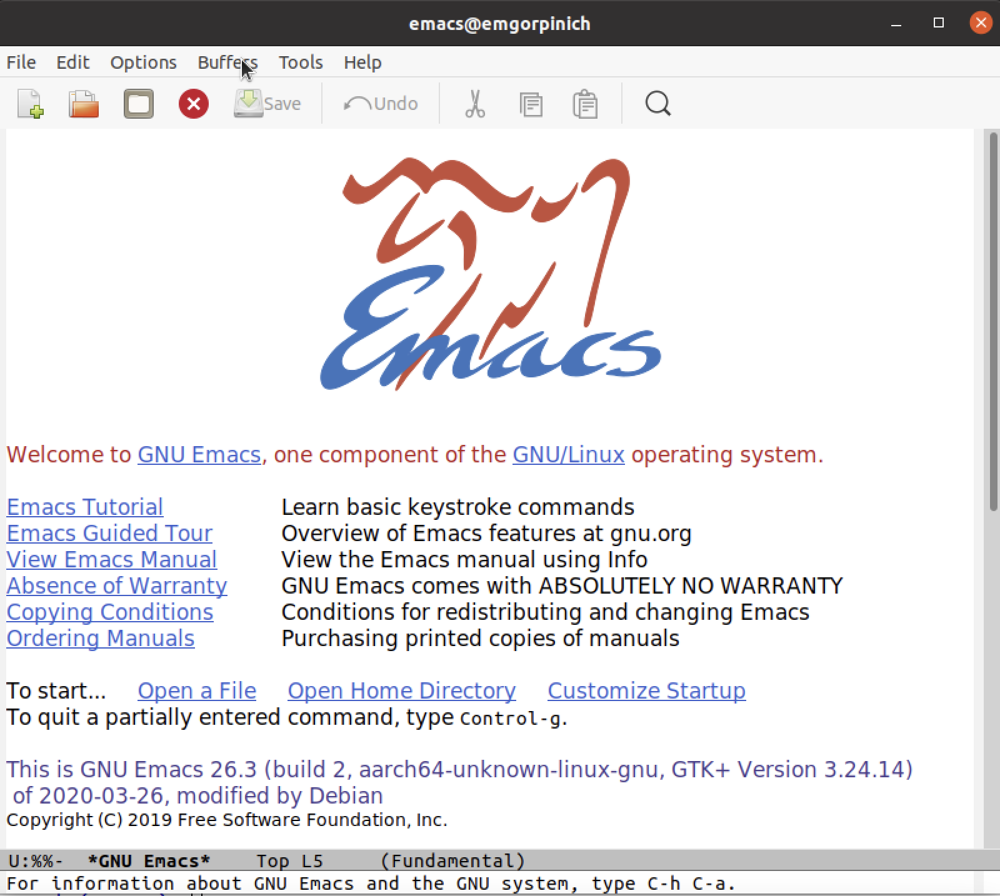 emacs@emgorpinich
File Edit Options Buffers Tools Help
Save Undo
Emacs
Welcome to GNU Emacs, one component of the GNU/Linux operating system.
Emacs Tutorial Learn basic keystroke commands
Emacs Guided Tour Overview of Emacs features at gnu.org
View Emacs Manual View the Emacs manual using Info
Absence of Warranty GNU Emacs comes with ABSOLUTELY NO WARRANTY
Copying Conditions Conditions for redistributing and changing Emacs
Ordering Manuals Purchasing printed copies of manuals
To start... Open a File Open Home Directory Customize Startup
To quit a partially entered command, type Control-g.
This is GNU Emacs 26.3 (build 2, aarch64-unknown-linux-gnu, GTK+ Version 3.24.14)
of 2020-03-26, modified by Debian
Copyright (C) 2019 Free Software Foundation, Inc.
U:%%- *GNU Emacs* Top L5 (Fundamental)
For information about GNU Emacs and the GNU system, type C-h C-a.